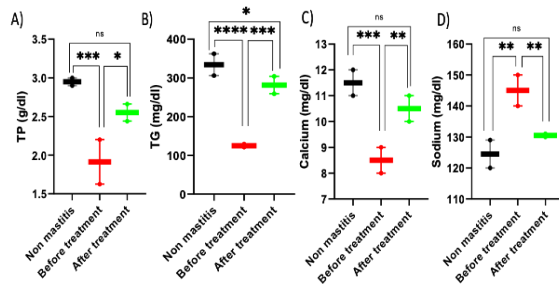 A)
TP (g/dl)
3.5
3.0
2.5
2.0
1.5
ns
*** *
Non mastitis
Before treatment
After treatment
B)
TG (mg/dl)
400
300
200
100
0
*
**** ***
Non mastitis
Before treatment
After treatment
C)
Calcium (mg/dl)
13
12
11
10
9
8
7
ns
*** **
Non mastitis
Before treatment
After treatment
D)
Sodium (mg/dl)
160
150
140
130
120
ns
** **
Non mastitis
Before treatment
After treatment